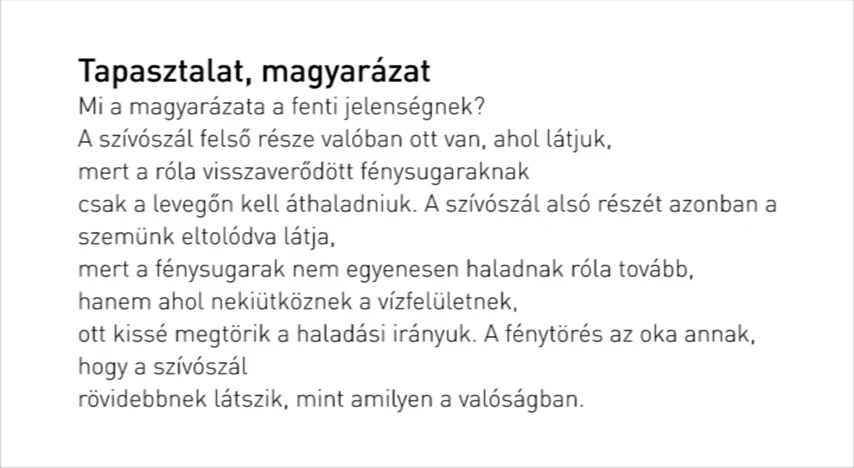 Tapasztalat, magyarázat
Mi a magyarázata a fenti jelenségnek?
A szívószál felső része valóban ott van, ahol látjuk,
mert a róla visszaverődött fénysugaraknak
csak a levegőn kell áthaladniuk. A szívószál alsó részét azonban a
szemünk eltolódva látja,
mert a fénysugarak nem egyenesen haladnak róla tovább,
hanem ahol nekiütköznek a vízfelületnek,
ott kissé megtörik a haladási irányuk. A fénytörés az oka annak,
hogy a szívószál
rövidebbnek látszik, mint amilyen a valóságban.